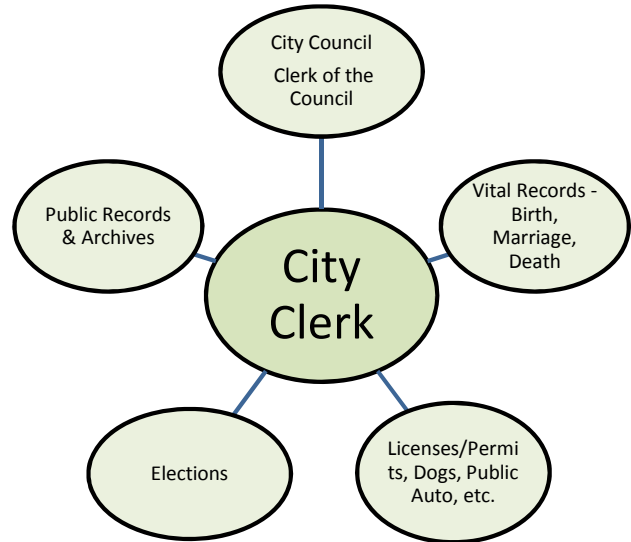 City Council
Clerk of the
Council
Public Records
& Archives
Vital Records -
Birth,
Marriage,
Death
City
Clerk
Elections
Licenses/Permi
ts, Dogs, Public
Auto, etc.